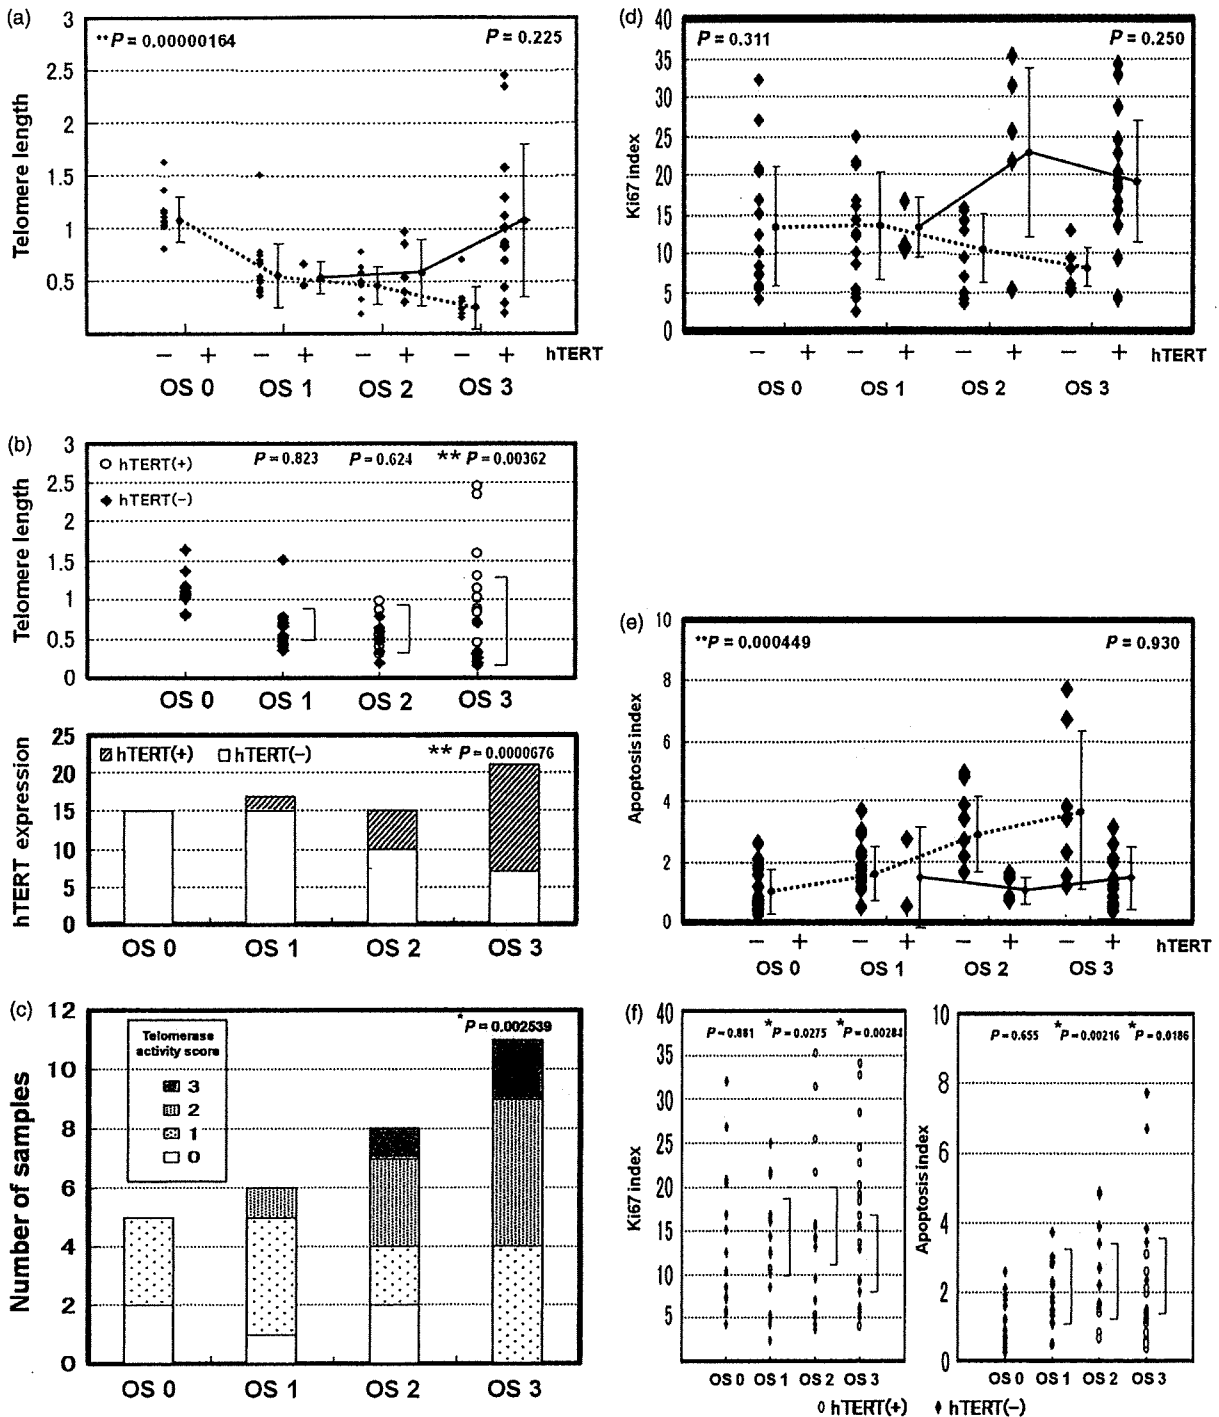 (a)
Telomere length
3
2.5
2
1.5
1
0.5
**P = 0.00000164
P = 0.225
− + − + − + − + hTERT
OS 0 OS 1 OS 2 OS 3
(b)
Telomere length
3
2.5
2
1.5
1
0.5
0
hTERT(+)
hTERT(−)
P = 0.823
P = 0.624
** P = 0.00362
OS 0 OS 1 OS 2 OS 3
hTERT expression
25
20
15
10
5
0
hTERT(+) hTERT(−)
** P = 0.0000676
OS 0 OS 1 OS 2 OS 3
(c)
Number of samples
12
10
8
6
4
2
0
Telomerase
activity score
3
2
1
0
*P = 0.002539
OS 0 OS 1 OS 2 OS 3
(d)
Ki67 index
40
35
30
25
20
15
10
5
0
P = 0.311
P = 0.250
− + − + − + − + hTERT
OS 0 OS 1 OS 2 OS 3
(e)
Apoptosis index
10
8
6
4
2
0
**P = 0.000449
P = 0.930
− + − + − + − + hTERT
OS 0 OS 1 OS 2 OS 3
(f)
Ki67 index
40
35
30
25
20
15
10
5
P = 0.881
*P = 0.0275
*P = 0.00284
OS 0 OS 1 OS 2 OS 3
Apoptosis index
10
8
6
4
2
0
P = 0.655
*P = 0.00216
*P = 0.0186
OS 0 OS 1 OS 2 OS 3
hTERT(+) hTERT(−)